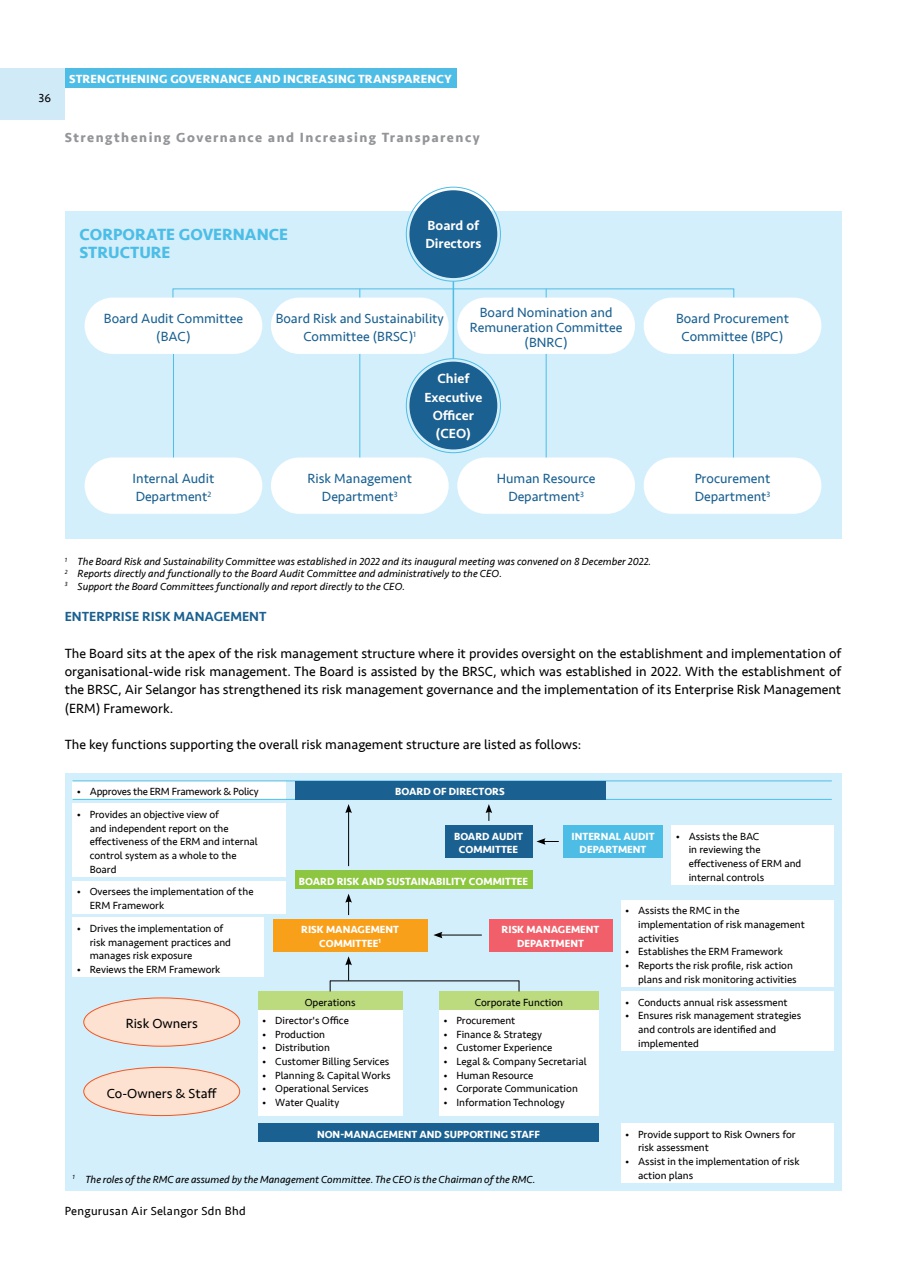 STRENGTHENING GOVERNANCE AND INCREASING TRANSPARENCY
36
Strengthening Governance and Increasing Transparency
CORPORATE GOVERNANCE
STRUCTURE
Board of
Directors
Board Audit Committee
(BAC)
Board Risk and Sustainability
Committee (BRSC)¹
Board Nomination and
Remuneration Committee
(BNRC)
Board Procurement
Committee (BPC)
Chief
Executive
Officer
(CEO)
Internal Audit
Department²
Risk Management
Department³
Human Resource
Department³
Procurement
Department³
¹ The Board Risk and Sustainability Committee was established in 2022 and its inaugural meeting was convened on 8 December 2022.
² Reports directly and functionally to the Board Audit Committee and administratively to the CEO.
³ Support the Board Committees functionally and report directly to the CEO.
ENTERPRISE RISK MANAGEMENT
The Board sits at the apex of the risk management structure where it provides oversight on the establishment and implementation of
organisational-wide risk management. The Board is assisted by the BRSC, which was established in 2022. With the establishment of
the BRSC, Air Selangor has strengthened its risk management governance and the implementation of its Enterprise Risk Management
(ERM) Framework.
The key functions supporting the overall risk management structure are listed as follows:
• Approves the ERM Framework & Policy
BOARD OF DIRECTORS
• Provides an objective view of
and independent report on the
effectiveness of the ERM and internal
control system as a whole to the
Board
BOARD AUDIT
COMMITTEE
INTERNAL AUDIT
DEPARTMENT
• Assists the BAC
in reviewing the
effectiveness of ERM and
internal controls
BOARD RISK AND SUSTAINABILITY COMMITTEE
• Oversees the implementation of the
ERM Framework
• Drives the implementation of
risk management practices and
manages risk exposure
• Reviews the ERM Framework
RISK MANAGEMENT
COMMITTEE¹
RISK MANAGEMENT
DEPARTMENT
• Assists the RMC in the
implementation of risk management
activities
• Establishes the ERM Framework
• Reports the risk profile, risk action
plans and risk monitoring activities
Risk Owners
Co-Owners & Staff
Operations
• Director's Office
• Production
• Distribution
• Customer Billing Services
• Planning & Capital Works
• Operational Services
• Water Quality
Corporate Function
• Procurement
• Finance & Strategy
• Customer Experience
• Legal & Company Secretarial
• Human Resource
• Corporate Communication
• Information Technology
• Conducts annual risk assessment
• Ensures risk management strategies
and controls are identified and
implemented
NON-MANAGEMENT AND SUPPORTING STAFF
• Provide support to Risk Owners for
risk assessment
• Assist in the implementation of risk
action plans
¹ The roles of the RMC are assumed by the Management Committee. The CEO is the Chairman of the RMC.
Pengurusan Air Selangor Sdn Bhd